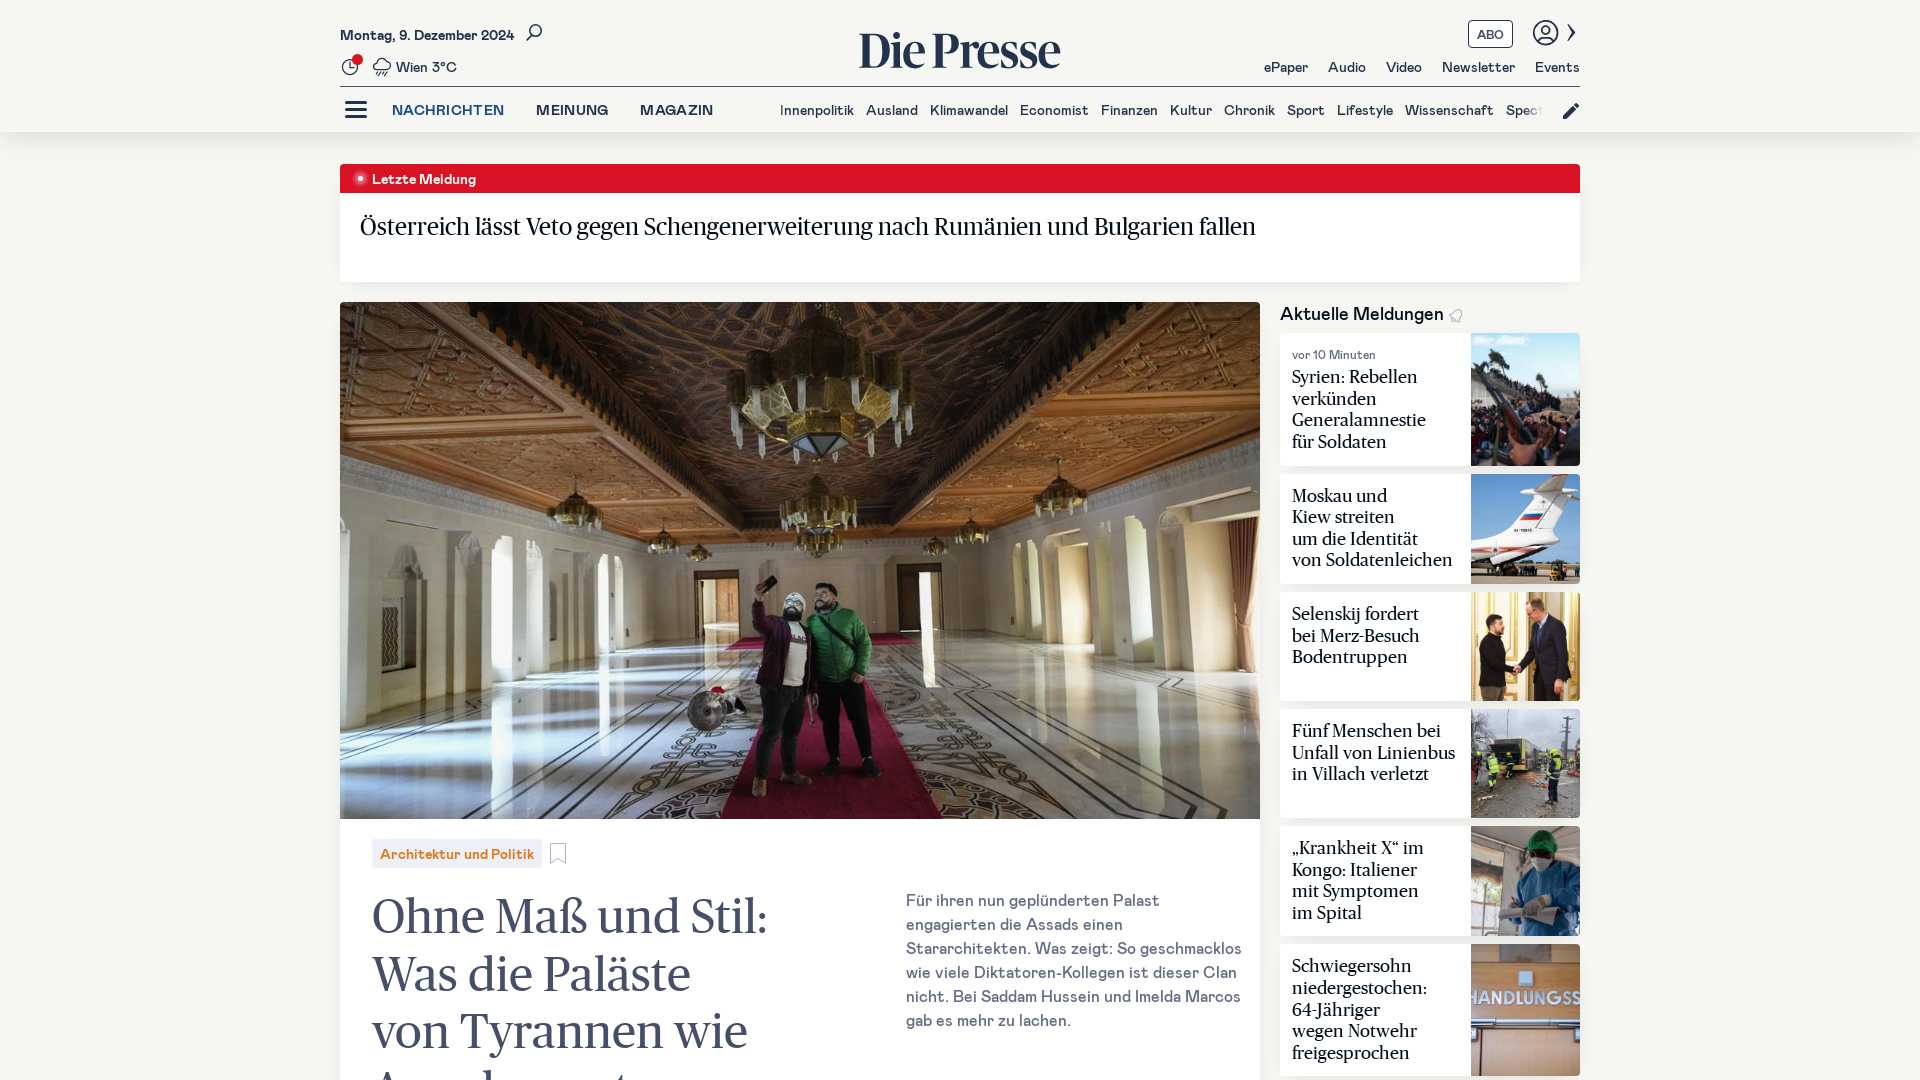 Montag, 9. Dezember 2024
Wien 3°C
Die Presse
ABO
ePaper Audio Video Newsletter Events
NACHRICHTEN MEINUNG MAGAZIN
Innenpolitik Ausland Klimawandel Economist Finanzen Kultur Chronik Sport Lifestyle Wissenschaft
Letzte Meldung
Österreich lässt Veto gegen Schengenerweiterung nach Rumänien und Bulgarien fallen
Architektur und Politik
Ohne Maß und Stil:
Was die Paläste
von Tyrannen wie
Für ihren nun geplünderten Palast
engagierten die Assads einen
Stararchitekten. Was zeigt: So geschmacklos
wie viele Diktatoren-Kollegen ist dieser Clan
nicht. Bei Saddam Hussein und Imelda Marcos
gab es mehr zu lachen.
Aktuelle Meldungen
vor 10 Minuten
Syrien: Rebellen
verkünden
Generalamnestie
für Soldaten
Moskau und
Kiew streiten
um die Identität
von Soldatenleichen
Selenskij fordert
bei Merz-Besuch
Bodentruppen
Fünf Menschen bei
Unfall von Linienbus
in Villach verletzt
„Krankheit X“ im
Kongo: Italiener
mit Symptomen
im Spital
Schwiegersohn
niedergestochen:
64-Jähriger
wegen Notwehr
freigesprochen
HANDLUNGSS